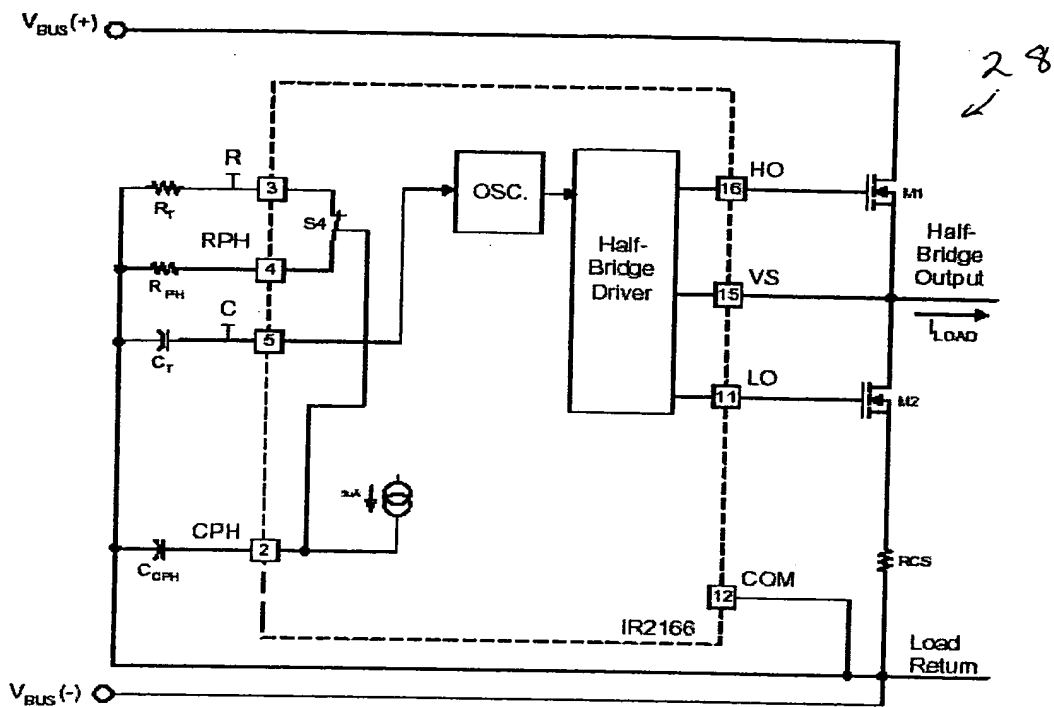 V_BUS(+)
28
R
3
R_T
S4
RPH
4
R_PH
C
5
C_T
OSC.
Half-
Bridge
Driver
HO
16
M1
VS
15
Half-
Bridge
Output
I_LOAD
LO
11
M2
CPH
2
C_CPH
RCS
COM
12
IR2166
Load
Return
V_BUS(-)